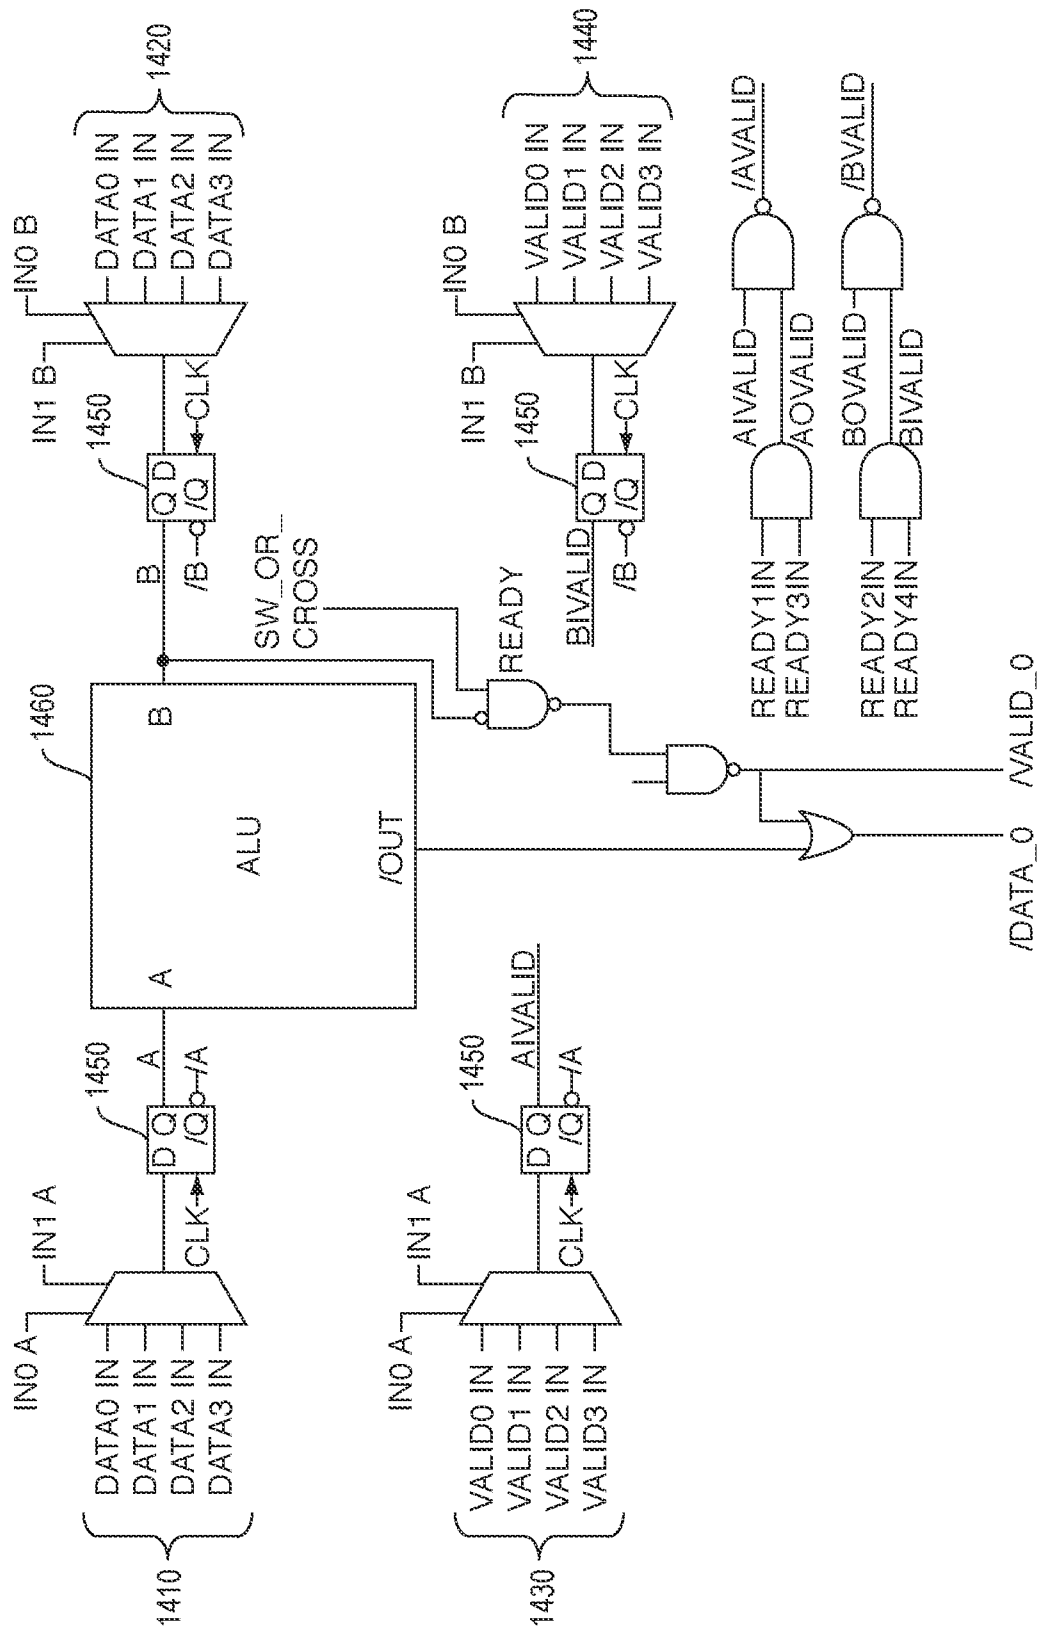 IN0 A
IN1 A
1410
DATA0 IN
DATA1 IN
DATA2 IN
DATA3 IN
CLK
D Q
/Q
1450
A
/A
A
ALU
1460
B
/OUT
B
/B
1450
Q D
/Q
CLK
IN1 B
IN0 B
DATA0 IN
DATA1 IN
DATA2 IN
DATA3 IN
1420
IN0 A
IN1 A
1430
VALID0 IN
VALID1 IN
VALID2 IN
VALID3 IN
CLK
D Q
/Q
1450
AIVALID
/A
SW_OR_
CROSS
READY
BIVALID
/B
1450
Q D
/Q
CLK
IN1 B
IN0 B
VALID0 IN
VALID1 IN
VALID2 IN
VALID3 IN
1440
READY1IN
READY3IN
AIVALID
AOVALID
/AVALID
READY2IN
READY4IN
BOVALID
BIVALID
/BVALID
/DATA_0
/VALID_0